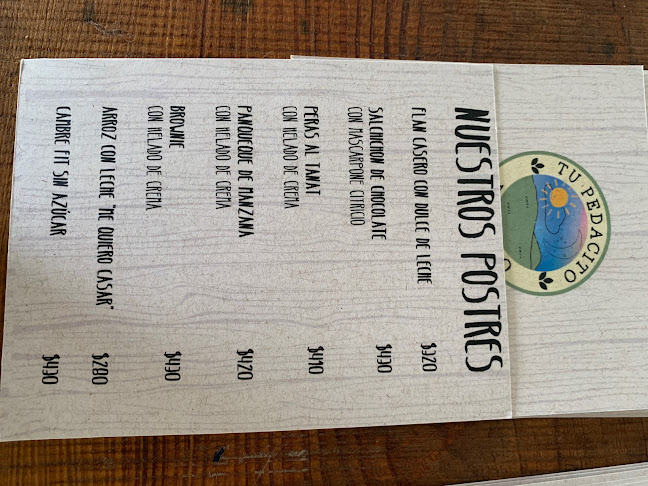 NUESTROS POSTRES
FLAN CASERO CON DULCE DE LECHE $320
SALCHICHON DE CHOCOLATE $430
CON MASCARPONE CITRICO
PERAS AL TANAT $410
CON HELADO DE CREMA
PANQUEQUE DE MANZANA $420
CON HELADO DE CREMA
BROWNIE $430
CON HELADO DE CREMA
ARROZ CON LECHE "ME QUIERO CASAR" $280
CAMBRE FIT SIN AZÚCAR $430
TU PEDACITO